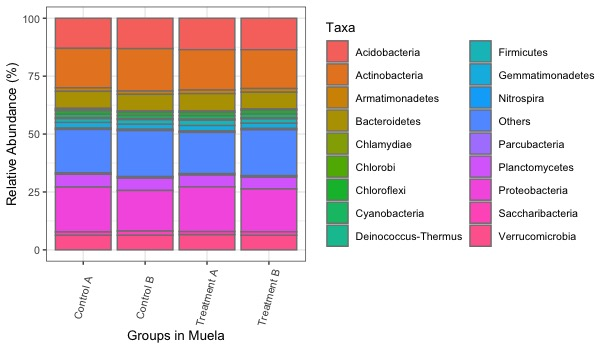 Relative Abundance (%)
100
75
50
25
0
Control A
Control B
Treatment A
Treatment B
Groups in Muela
Taxa
Acidobacteria
Actinobacteria
Armatimonadetes
Bacteroidetes
Chlamydiae
Chlorobi
Chloroflexi
Cyanobacteria
Deinococcus-Thermus
Firmicutes
Gemmatimonadetes
Nitrospira
Others
Parcubacteria
Planctomycetes
Proteobacteria
Saccharibacteria
Verrucomicrobia